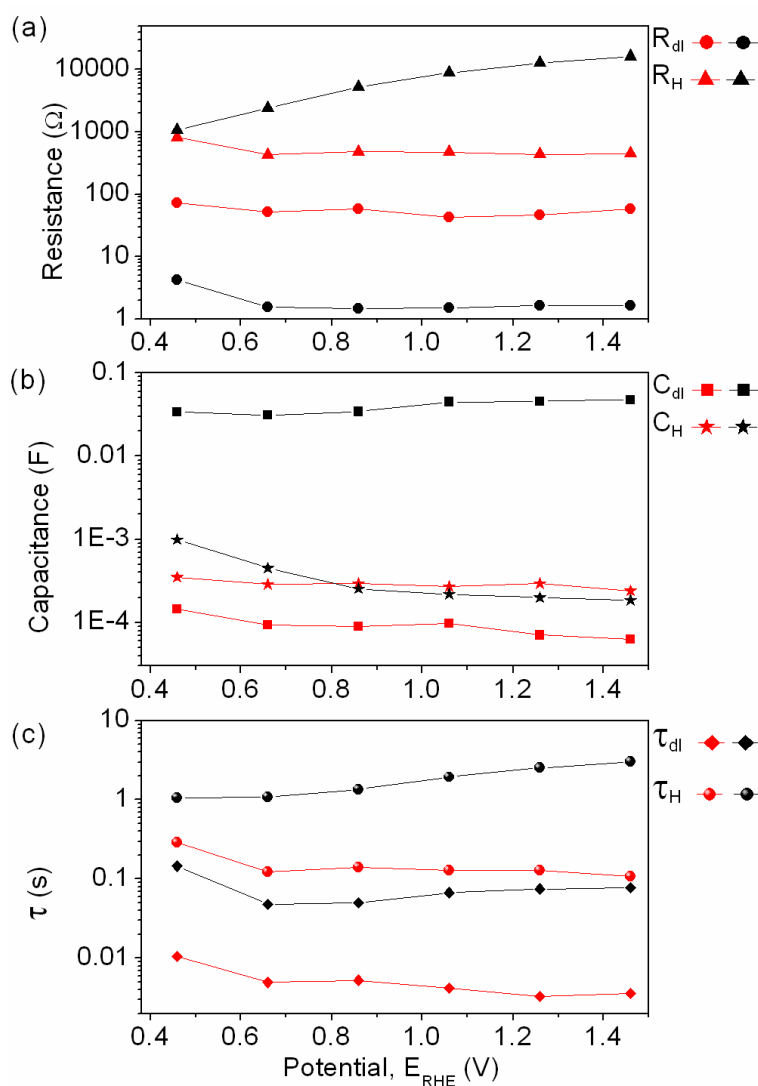 (a)
R_dl
R_H
10000
1000
100
10
1
Resistance (Ω)
0.4 0.6 0.8 1.0 1.2 1.4
(b)
C_dl
C_H
0.1
0.01
1E-3
1E-4
Capacitance (F)
0.4 0.6 0.8 1.0 1.2 1.4
(c)
τ_dl
τ_H
10
1
0.1
0.01
τ (s)
0.4 0.6 0.8 1.0 1.2 1.4
Potential, E_RHE (V)